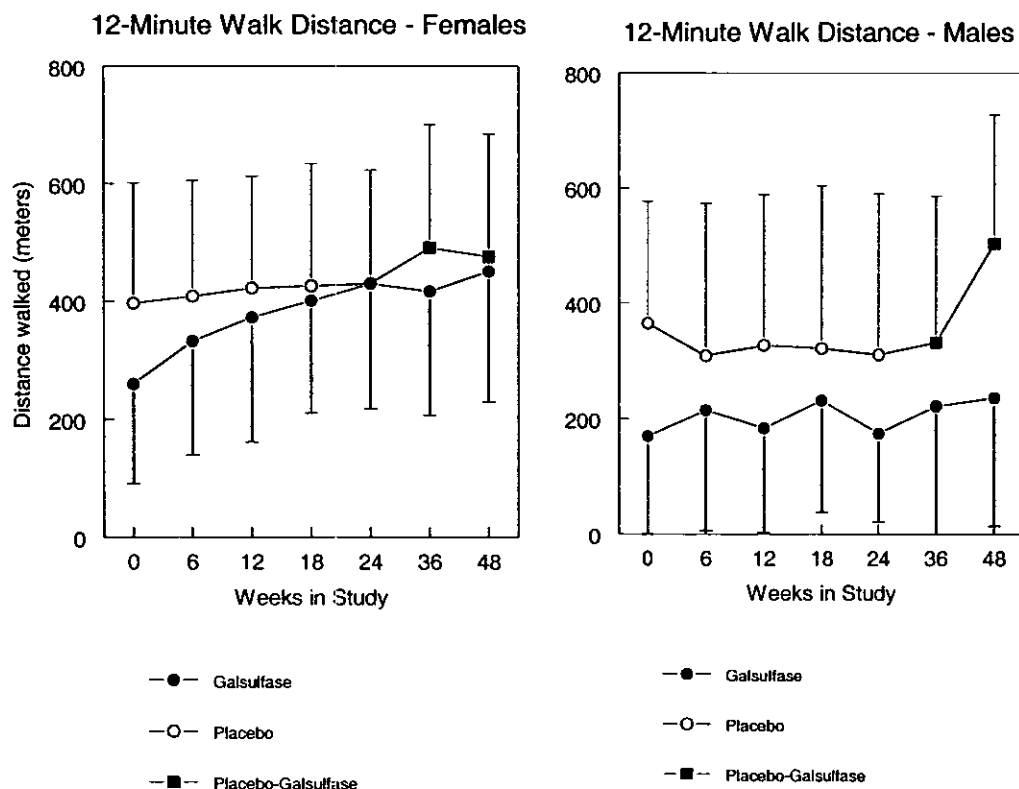 12-Minute Walk Distance - Females
800
600
400
200
0
Distance walked (meters)
0 6 12 18 24 36 48
Weeks in Study
Galsulfase
Placebo
Placebo-Galsulfase
12-Minute Walk Distance - Males
800
600
400
200
0
0 6 12 18 24 36 48
Weeks in Study
Galsulfase
Placebo
Placebo-Galsulfase